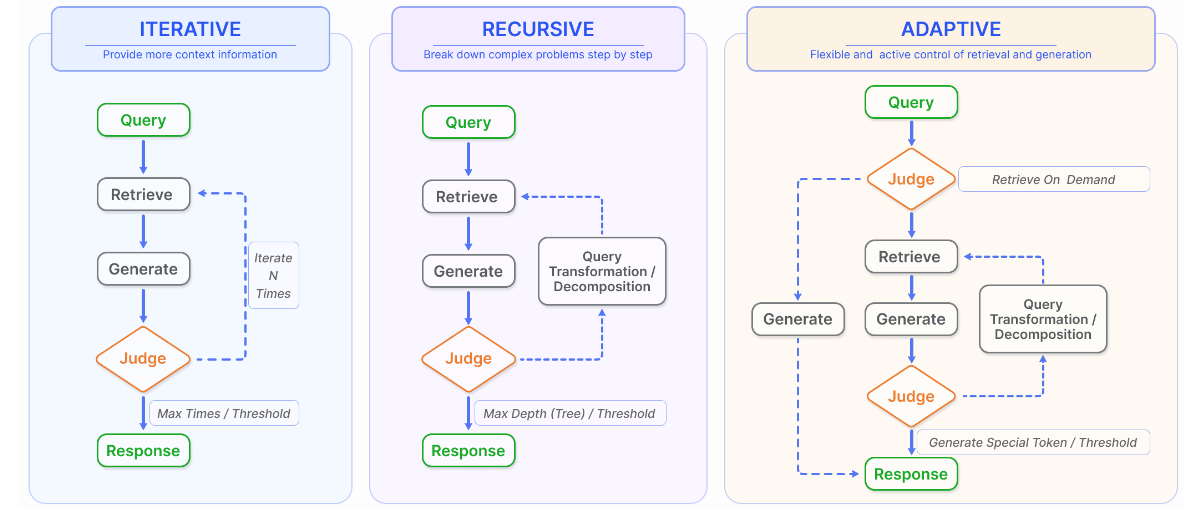 ITERATIVE
Provide more context information
Query
Retrieve
Generate
Iterate
N
Times
Judge
Max Times / Threshold
Response
RECURSIVE
Break down complex problems step by step
Query
Retrieve
Generate
Query
Transformation /
Decomposition
Judge
Max Depth (Tree) / Threshold
Response
ADAPTIVE
Flexible and active control of retrieval and generation
Query
Judge
Retrieve On Demand
Retrieve
Generate
Generate
Query
Transformation /
Decomposition
Judge
Generate Special Token / Threshold
Response